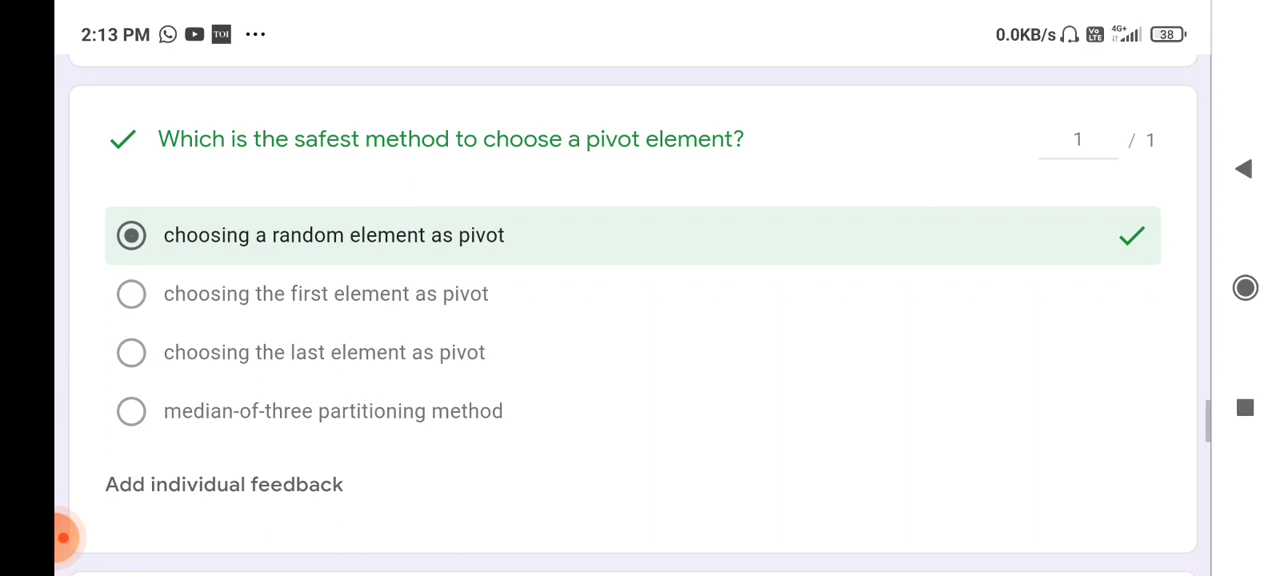 2:13 PM TOI ... 0.0KB/s Vo LTE 4G+ 38
Which is the safest method to choose a pivot element? 1 / 1
choosing a random element as pivot
choosing the first element as pivot
choosing the last element as pivot
median-of-three partitioning method
Add individual feedback